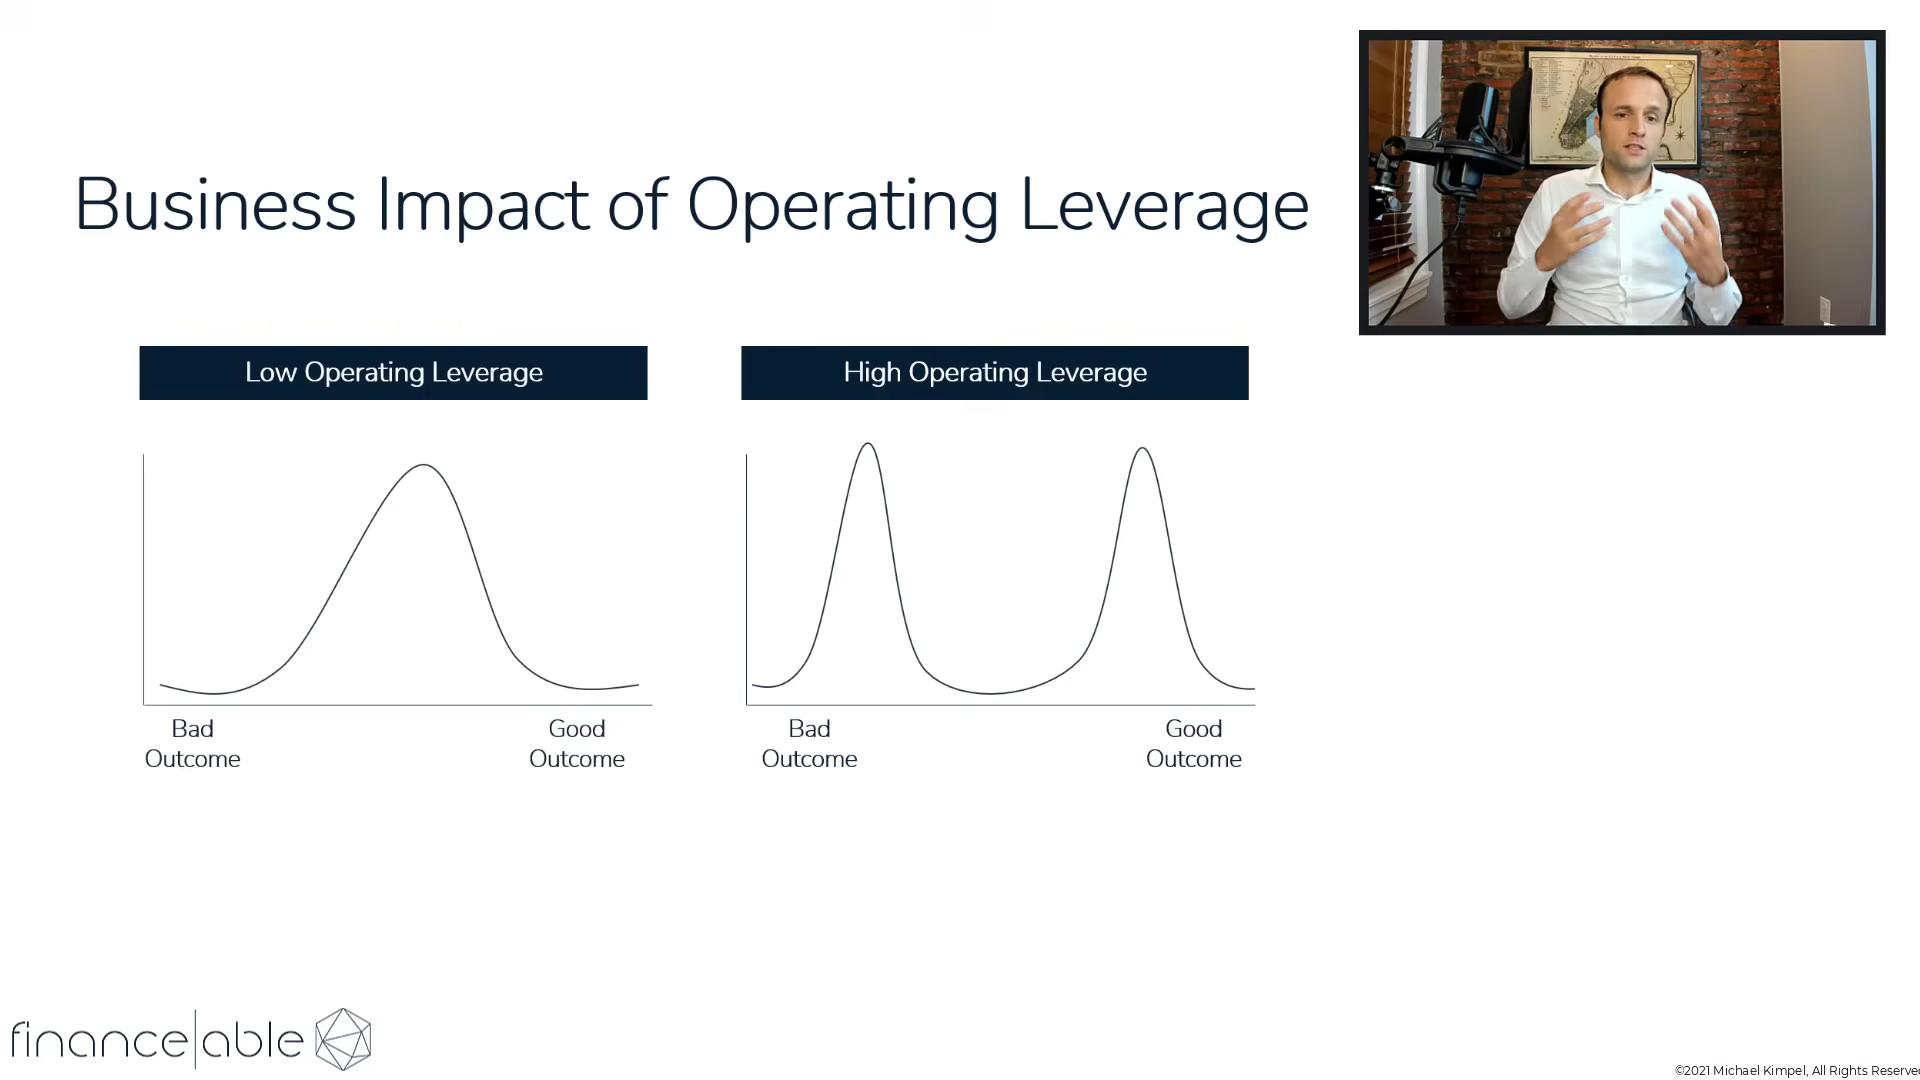 Business Impact of Operating Leverage
Low Operating Leverage
High Operating Leverage
Bad
Outcome
Good
Outcome
Bad
Outcome
Good
Outcome
finance|able
©2021 Michael Kimpel, All Rights Reserve